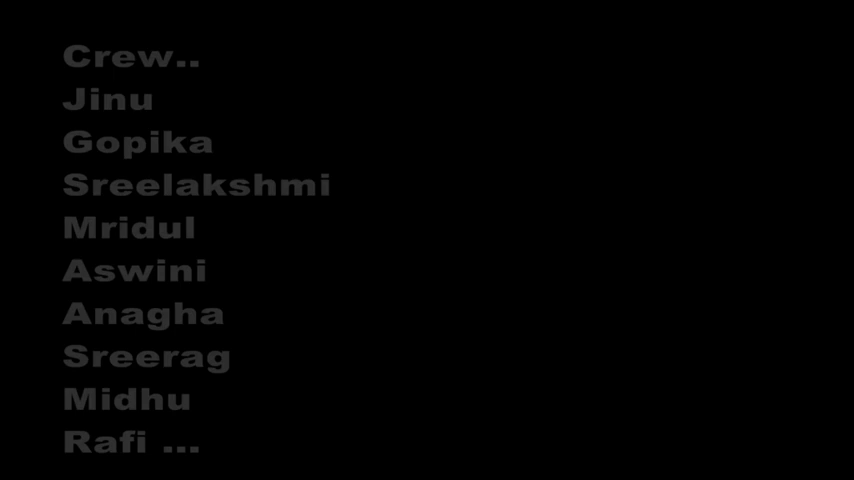 Crew..
Jinu
Gopika
Sreelakshmi
Mridul
Aswini
Anagha
Sreerag
Midhu
Rafi ...